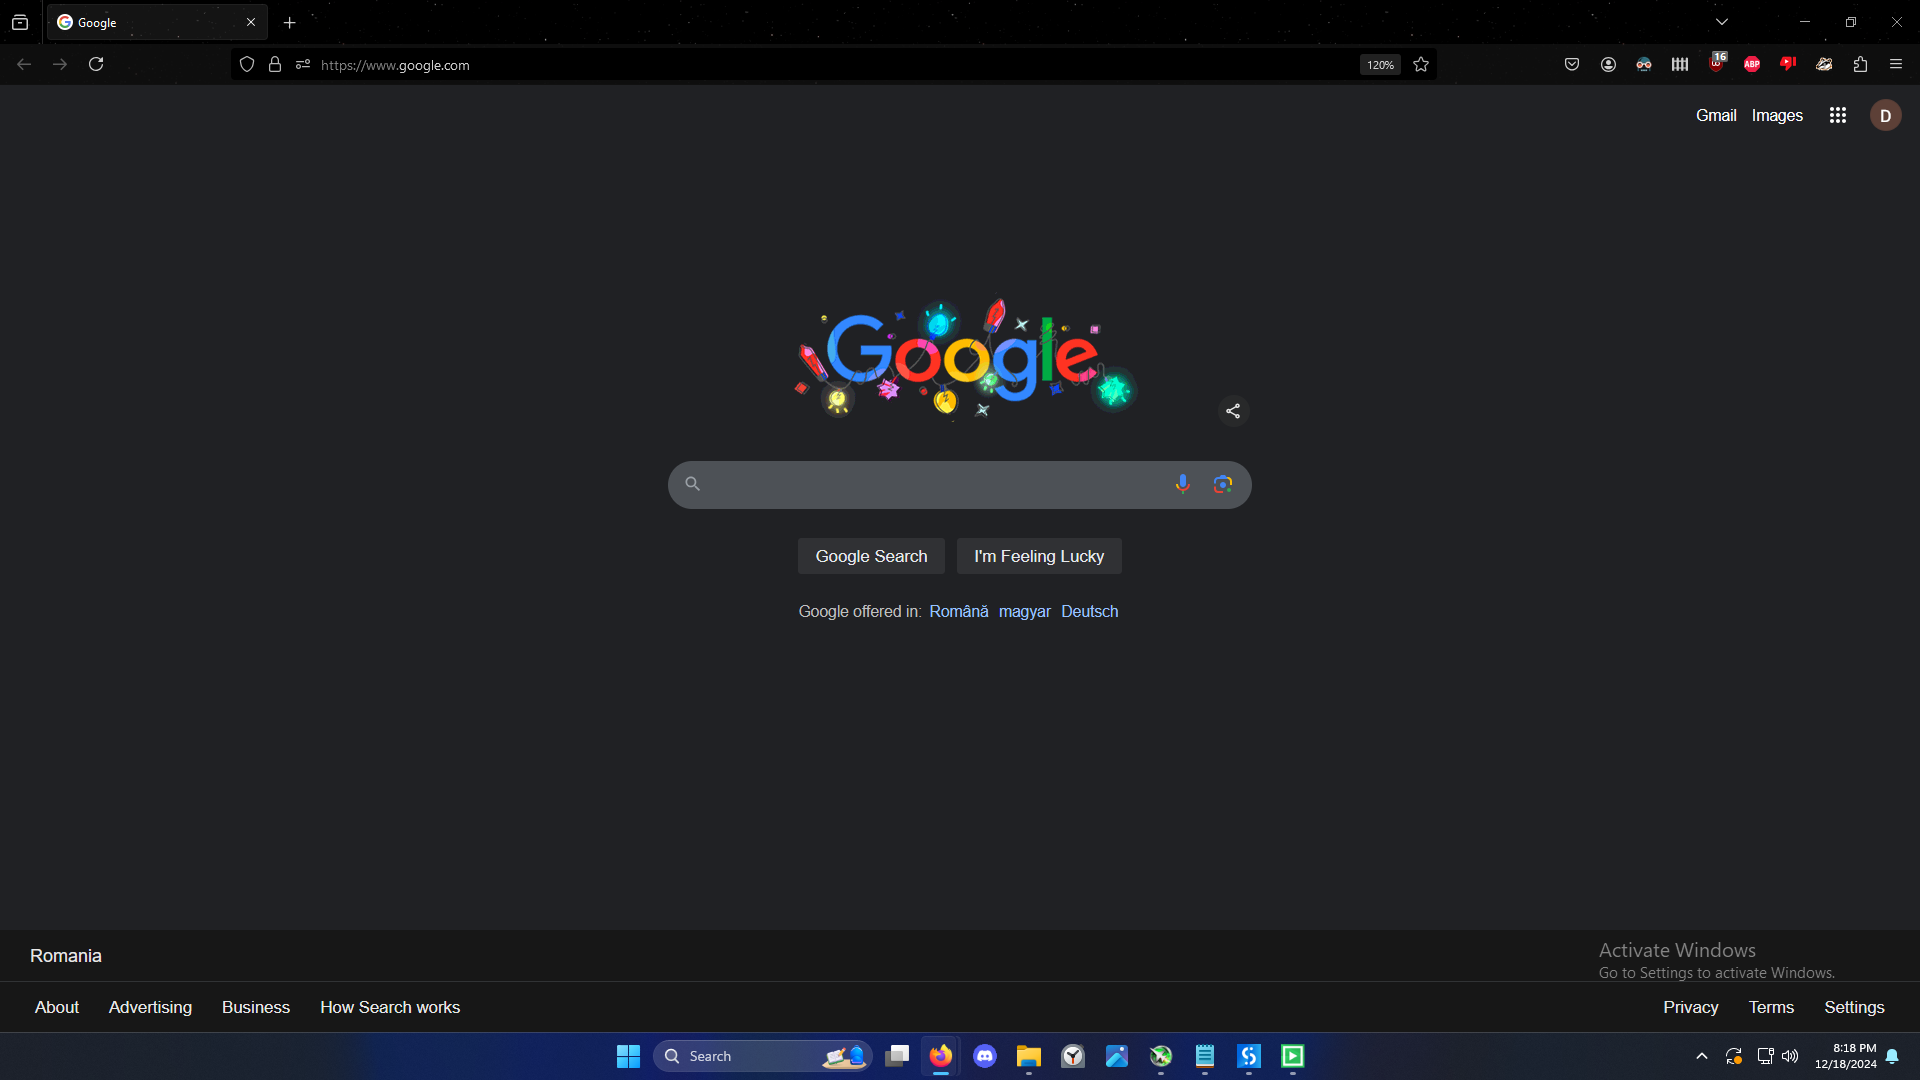 Google
https://www.google.com
120%
16
ABP
Gmail Images
D
Google
Google Search I'm Feeling Lucky
Google offered in: Română magyar Deutsch
Romania
Activate Windows
Go to Settings to activate Windows.
About Advertising Business How Search works
Privacy Terms Settings
Search
8:18 PM
12/18/2024